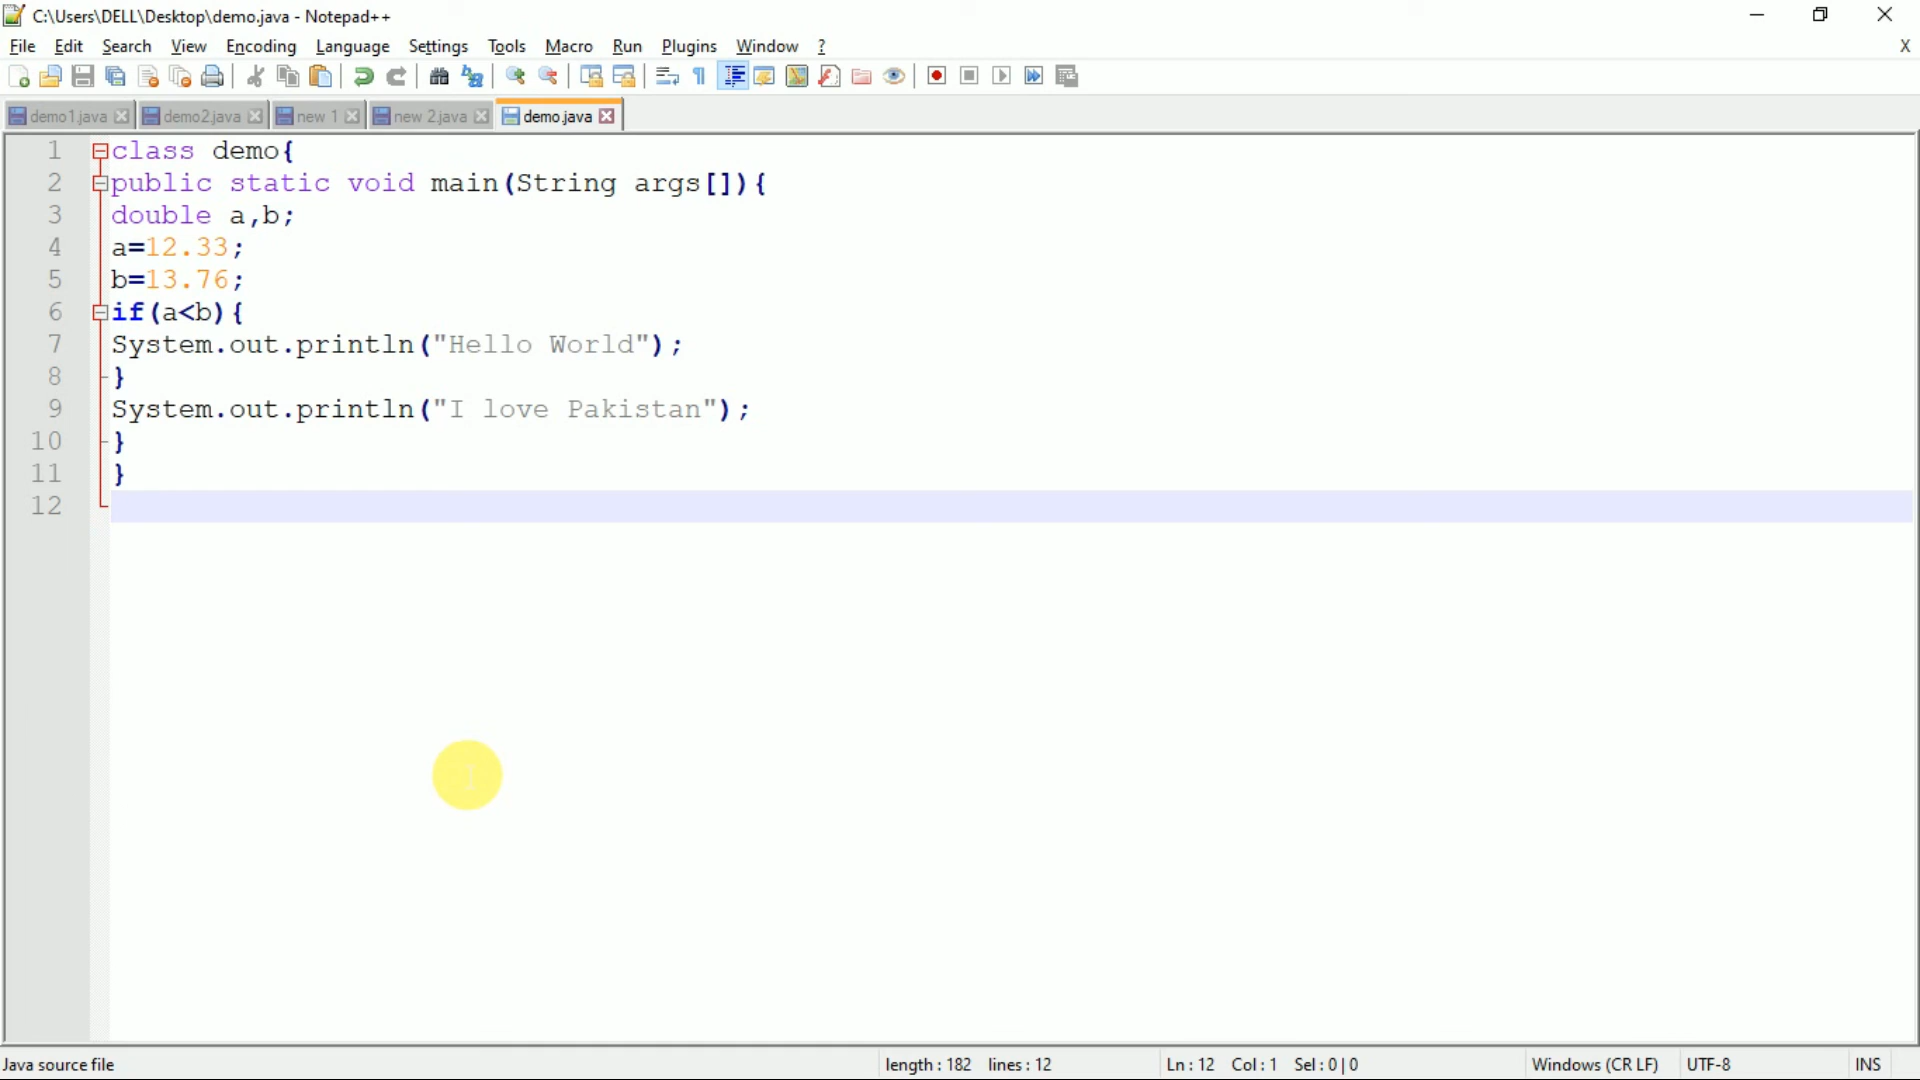 C:\Users\DELL\Desktop\demo.java - Notepad++
File Edit Search View Encoding Language Settings Tools Macro Run Plugins Window ? X
demo1.java demo2.java new 1 new 2.java demo.java
1 class demo{
2 public static void main(String args[]){
3 double a,b;
4 a=12.33;
5 b=13.76;
6 if(a<b){
7 System.out.println("Hello World");
8 }
9 System.out.println("I love Pakistan");
10 }
11 }
12
Java source file length : 182 lines : 12 Ln : 12 Col : 1 Sel : 0 | 0 Windows (CR LF) UTF-8 INS